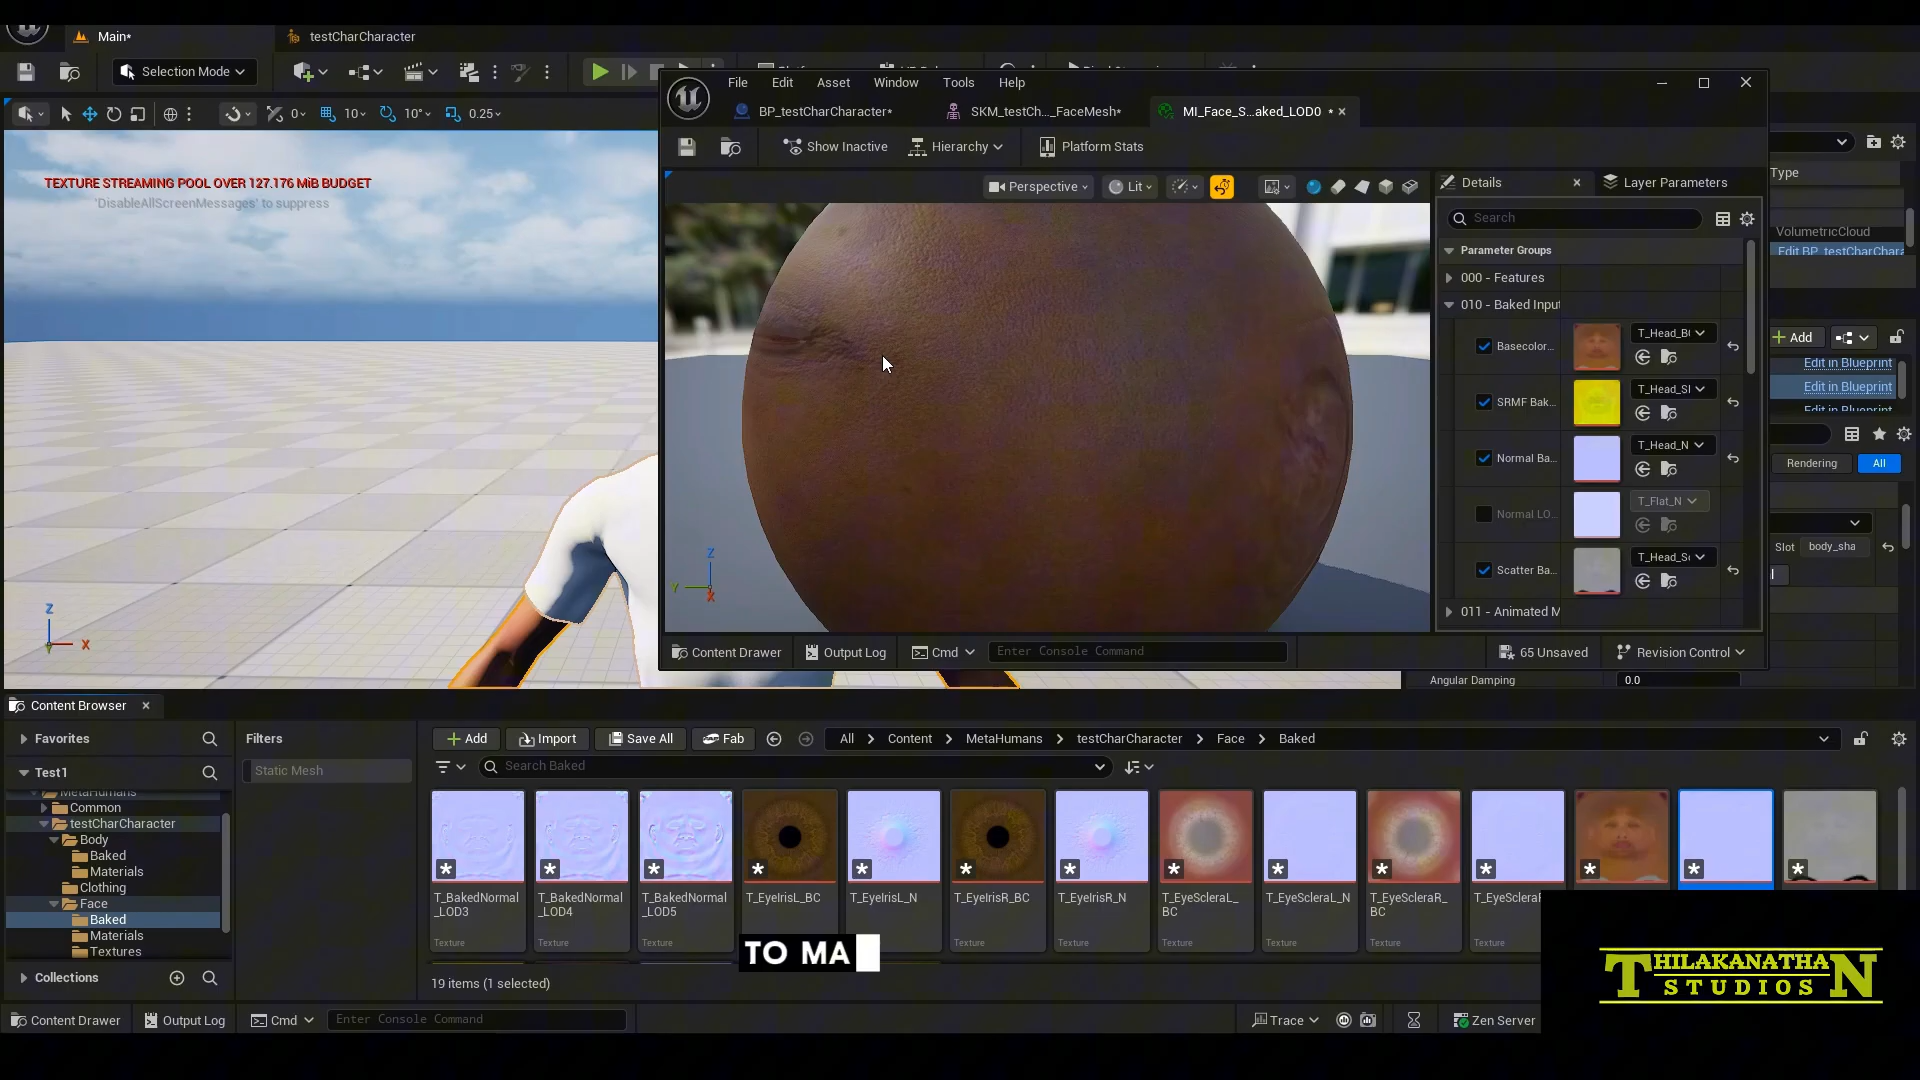 Main*
testCharCharacter
Selection Mode
0
10
10°
0.25
TEXTURE STREAMING POOL OVER 127.176 MiB BUDGET
'DisableAllScreenMessages' to suppress
Z
X
File Edit Asset Window Tools Help
BP_testCharCharacter*
SKM_testCh..._FaceMesh*
MI_Face_S...aked_LOD0 *
Show Inactive
Hierarchy
Platform Stats
Perspective
Lit
Z
Y
X
Details
Layer Parameters
Search
Parameter Groups
000 - Features
010 - Baked Input
Basecolor...
T_Head_B
SRMF Bak...
T_Head_S
Normal Ba...
T_Head_N
Normal LO...
T_Flat_N
Scatter Ba...
T_Head_S
011 - Animated M
Content Drawer
Output Log
Cmd
Enter Console Command
65 Unsaved
Revision Control
Type
VolumetricCloud
Edit BP_testCharChara
Add
Edit in Blueprint
Edit in Blueprint
Edit in Blueprint
Rendering
All
Slot
body_sha
Angular Damping
0.0
Content Browser
Favorites
Test1
MetaHumans
Common
testCharCharacter
Body
Baked
Materials
Clothing
Face
Baked
Materials
Textures
Collections
Filters
Static Mesh
Add
Import
Save All
Fab
All > Content > MetaHumans > testCharCharacter > Face > Baked
Search Baked
T_BakedNormal
_LOD3
Texture
T_BakedNormal
_LOD4
Texture
T_BakedNormal
_LOD5
Texture
T_EyeIrisL_BC
Texture
T_EyeIrisL_N
Texture
T_EyeIrisR_BC
Texture
T_EyeIrisR_N
Texture
T_EyeScleraL_
BC
Texture
T_EyeScleraL_N
Texture
T_EyeScleraR_
BC
Texture
T_EyeScleraR
Texture
19 items (1 selected)
TO MA
THILAKANATHAN
STUDIOS
Content Drawer
Output Log
Cmd
Enter Console Command
Trace
Zen Server